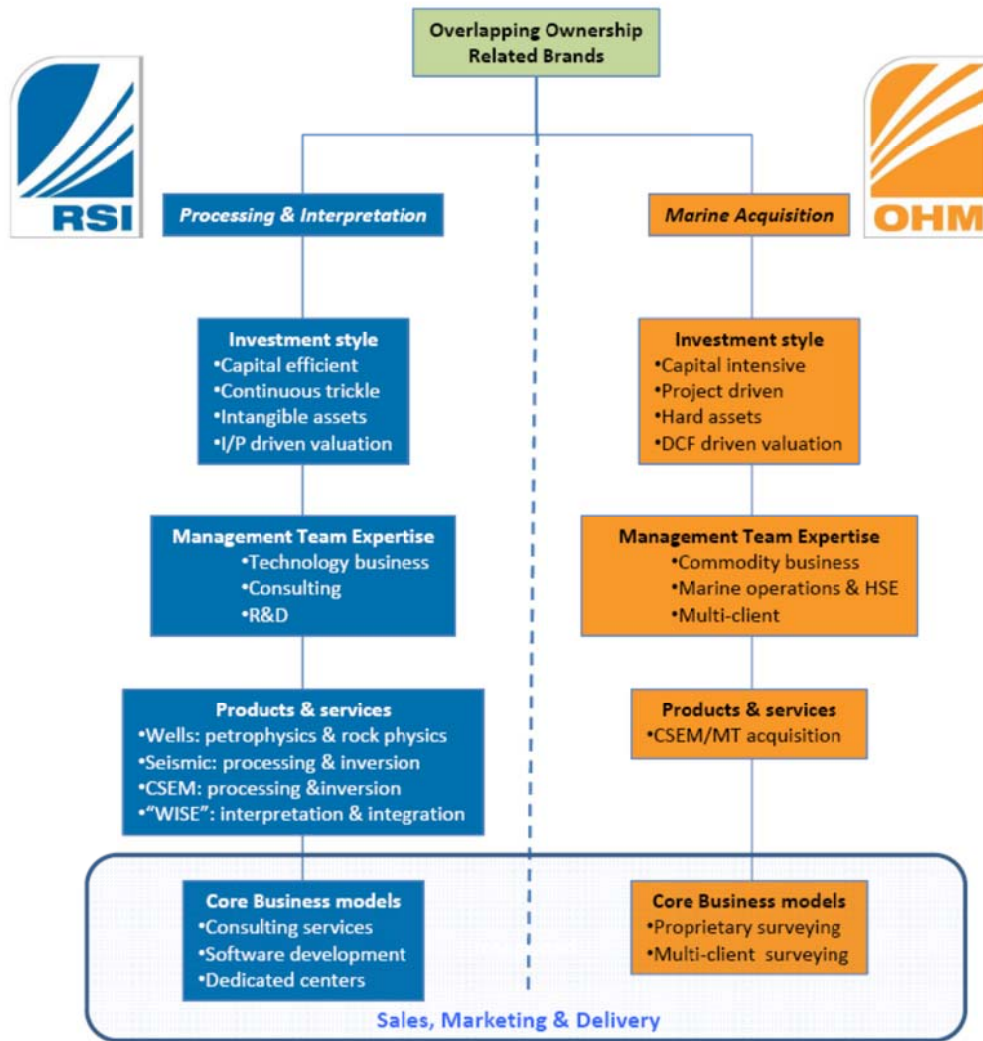 Overlapping Ownership
Related Brands
RSI
OHM
Processing & Interpretation
Marine Acquisition
Investment style
•Capital efficient
•Continuous trickle
•Intangible assets
•I/P driven valuation
Investment style
•Capital intensive
•Project driven
•Hard assets
•DCF driven valuation
Management Team Expertise
•Technology business
•Consulting
•R&D
Management Team Expertise
•Commodity business
•Marine operations & HSE
•Multi-client
Products & services
•Wells: petrophysics & rock physics
•Seismic: processing & inversion
•CSEM: processing &inversion
•“WISE”: interpretation & integration
Products & services
•CSEM/MT acquisition
Core Business models
•Consulting services
•Software development
•Dedicated centers
Core Business models
•Proprietary surveying
•Multi-client surveying
Sales, Marketing & Delivery